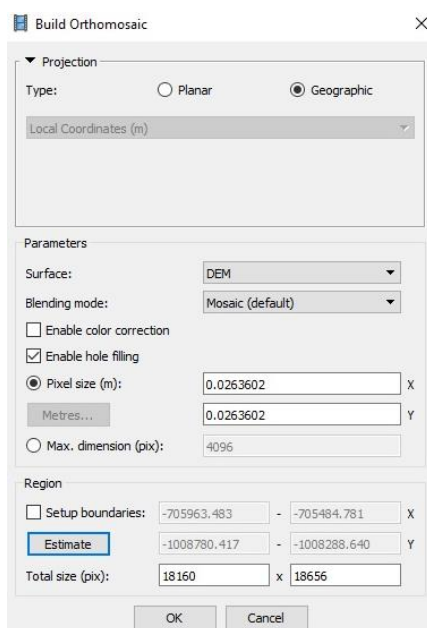 Build Orthomosaic
Projection
Type: Planar Geographic
Local Coordinates (m)
Parameters
Surface: DEM
Blending mode: Mosaic (default)
Enable color correction
Enable hole filling
Pixel size (m): 0.0263602 X
Metres... 0.0263602 Y
Max. dimension (pix): 4096
Region
Setup boundaries: -705963.483 - -705484.781 X
Estimate -1008780.417 - -1008288.640 Y
Total size (pix): 18160 x 18656
OK Cancel